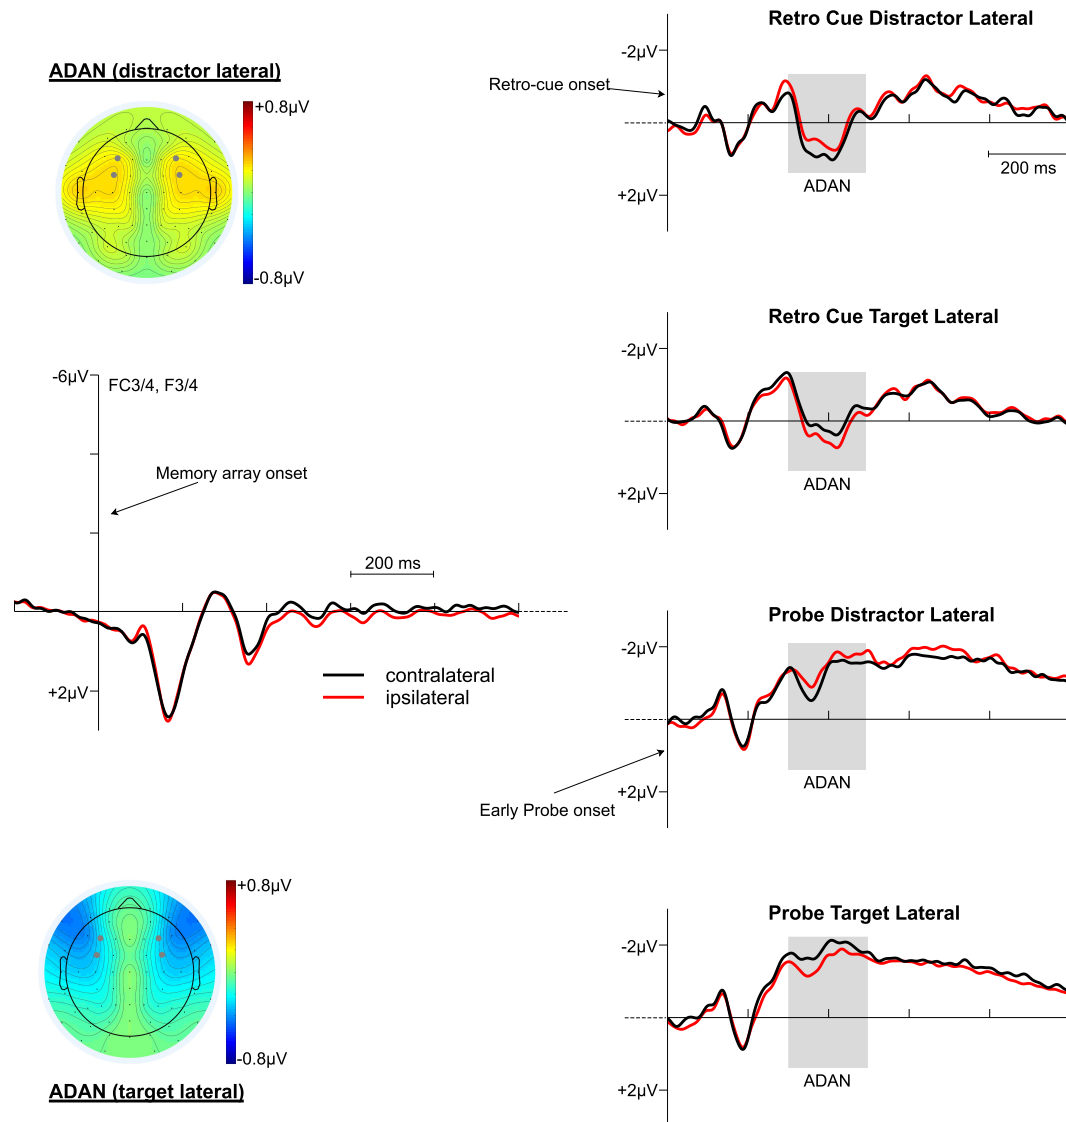 ADAN (distractor lateral)
+0.8µV
-0.8µV
-6µV
FC3/4, F3/4
Memory array onset
200 ms
+2µV
contralateral
ipsilateral
+0.8µV
-0.8µV
ADAN (target lateral)
Retro Cue Distractor Lateral
-2µV
Retro-cue onset
200 ms
ADAN
+2µV
Retro Cue Target Lateral
-2µV
ADAN
+2µV
Probe Distractor Lateral
-2µV
ADAN
+2µV
Early Probe onset
Probe Target Lateral
-2µV
ADAN
+2µV